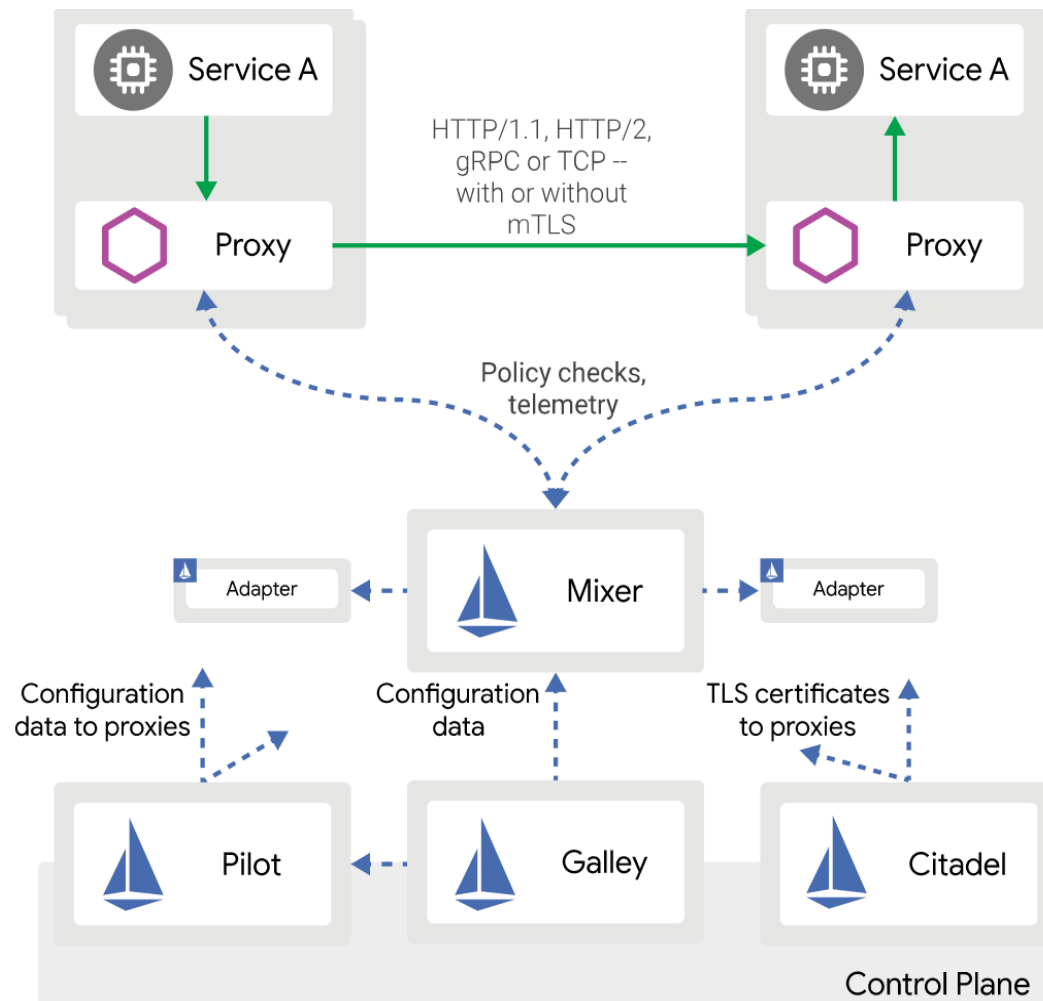 Service A
Service A
HTTP/1.1, HTTP/2,
gRPC or TCP --
with or without
mTLS
Proxy
Proxy
Policy checks,
telemetry
Mixer
Adapter
Adapter
Configuration
data to proxies
Configuration
data
TLS certificates
to proxies
Pilot
Galley
Citadel
Control Plane